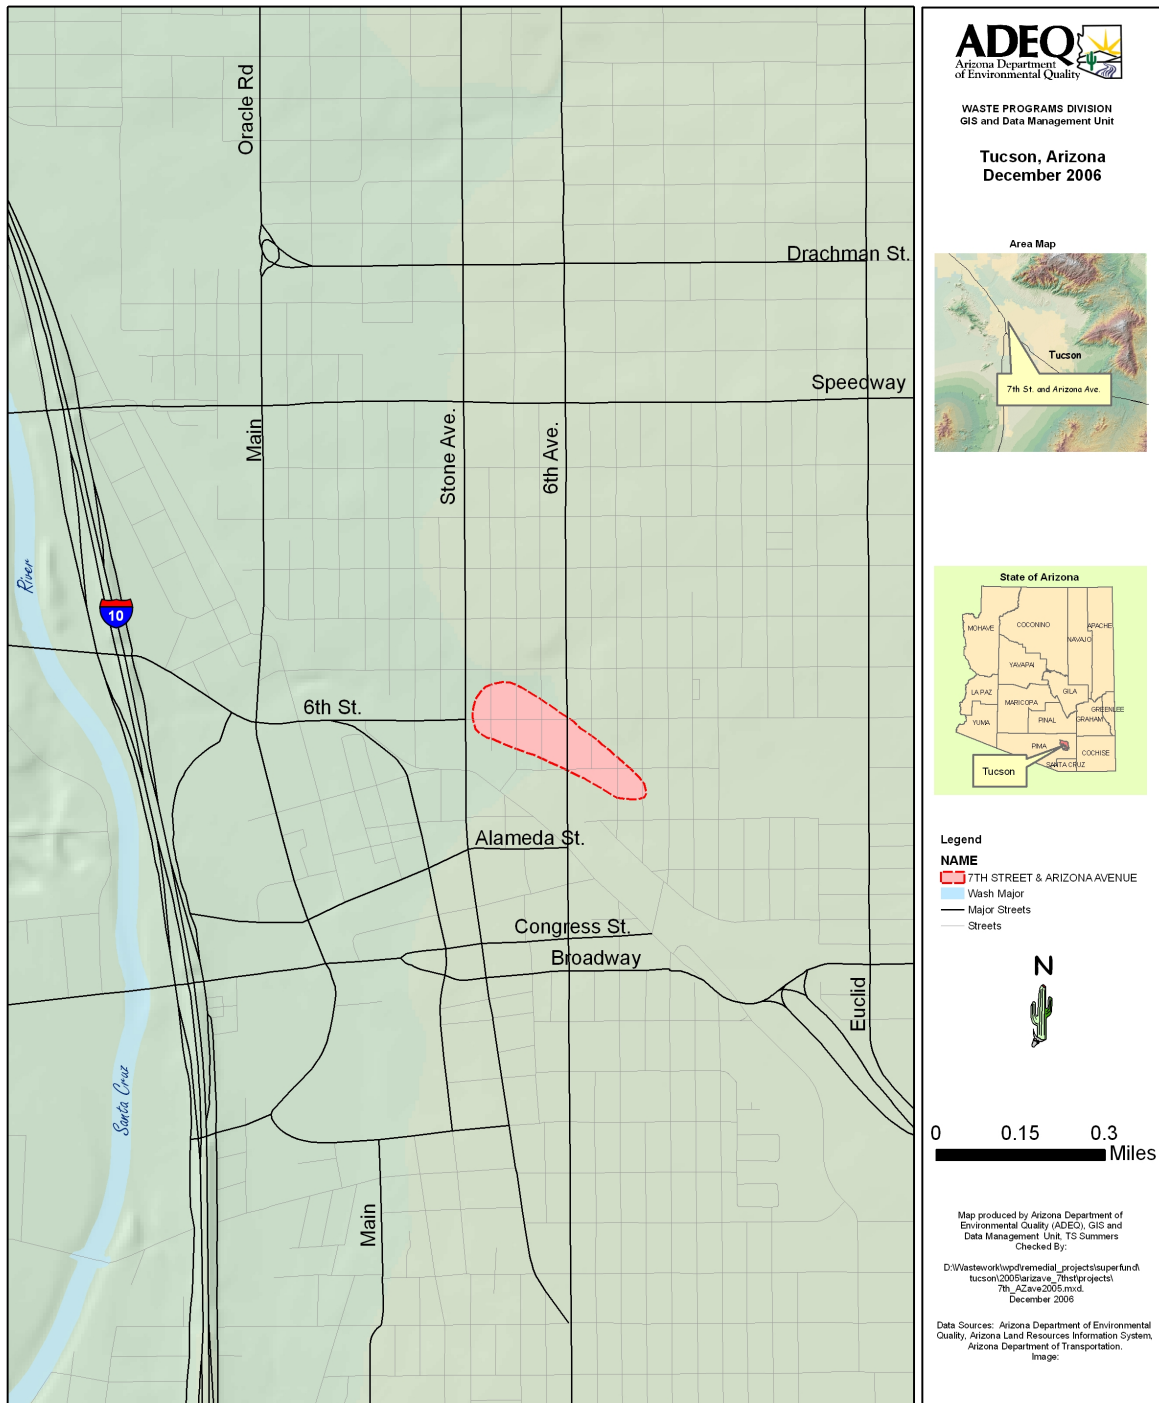 Oracle Rd
Drachman St.
Speedway
Main
Stone Ave.
6th Ave.
River
10
6th St.
Alameda St.
Congress St.
Broadway
Euclid
Santa Cruz
Main
ADEQ
Arizona Department
of Environmental Quality
WASTE PROGRAMS DIVISION
GIS and Data Management Unit
Tucson, Arizona
December 2006
Area Map
Tucson
7th St. and Arizona Ave.
State of Arizona
MOHAVE
COCONINO
NAVAJO
APACHE
YAVAPAI
LA PAZ
GILA
MARICOPA
GREENLEE
YUMA
PINAL
GRAHAM
PIMA
COCHISE
SANTA CRUZ
Tucson
Legend
NAME
7TH STREET & ARIZONA AVENUE
Wash Major
Major Streets
Streets
N
0 0.15 0.3
Miles
Map produced by Arizona Department of
Environmental Quality (ADEQ), GIS and
Data Management Unit, TS Summers
Checked By:
D:\Wastework\wpd\remedial_projects\superfund\
tucson\2005\arizave_7thst\projects\
7th_AZave2005.mxd.
December 2006
Data Sources: Arizona Department of Environmental
Quality, Arizona Land Resources Information System,
Arizona Department of Transportation.
Image: